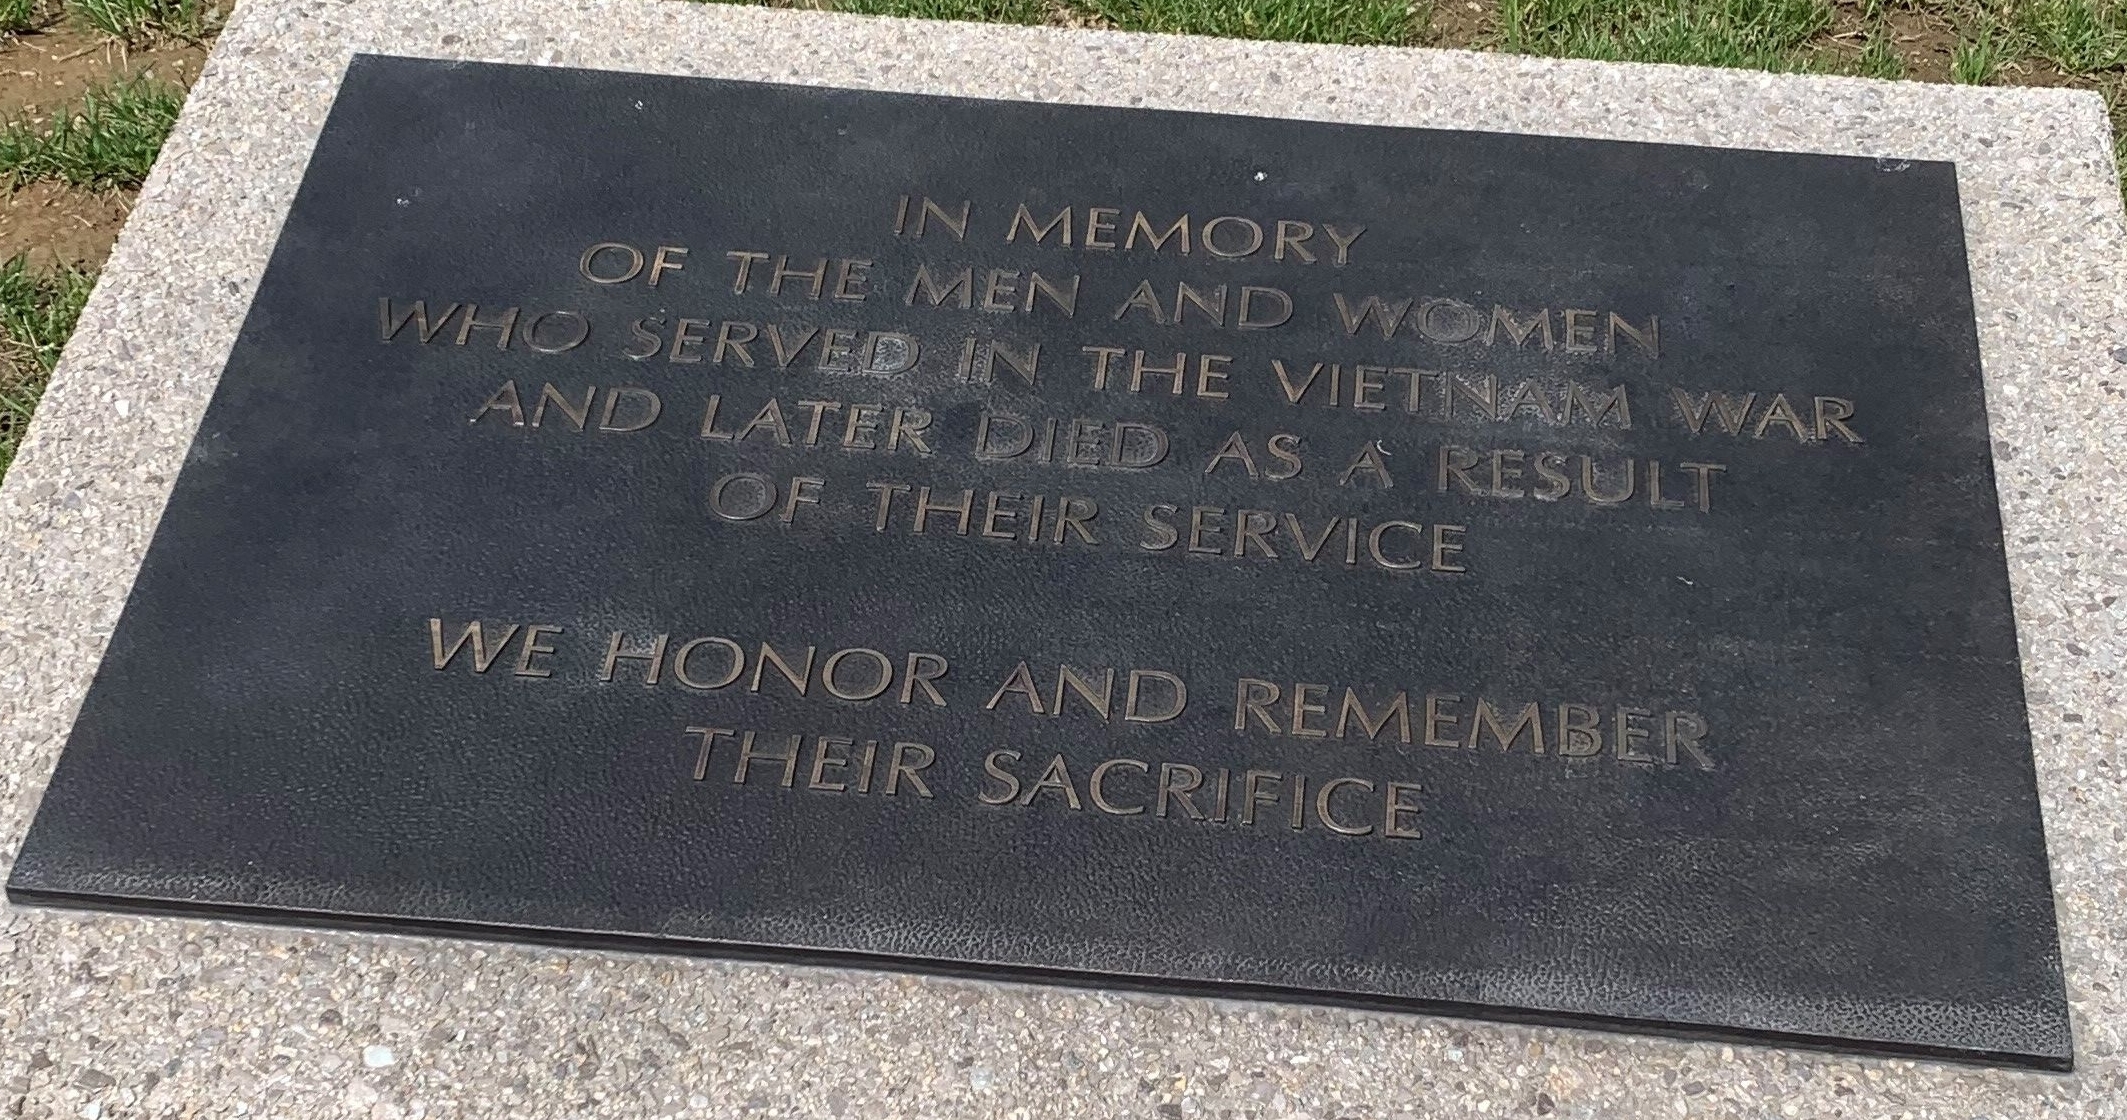 IN MEMORY
OF THE MEN AND WOMEN
WHO SERVED IN THE VIETNAM WAR
AND LATER DIED AS A RESULT
OF THEIR SERVICE
WE HONOR AND REMEMBER
THEIR SACRIFICE